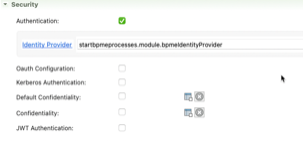 Security
Authentication:
Identity Provider startbpmeprocesses.module.bpmeIdentityProvider
Oauth Configuration:
Kerberos Authentication:
Default Confidentiality:
Confidentiality:
JWT Authentication: